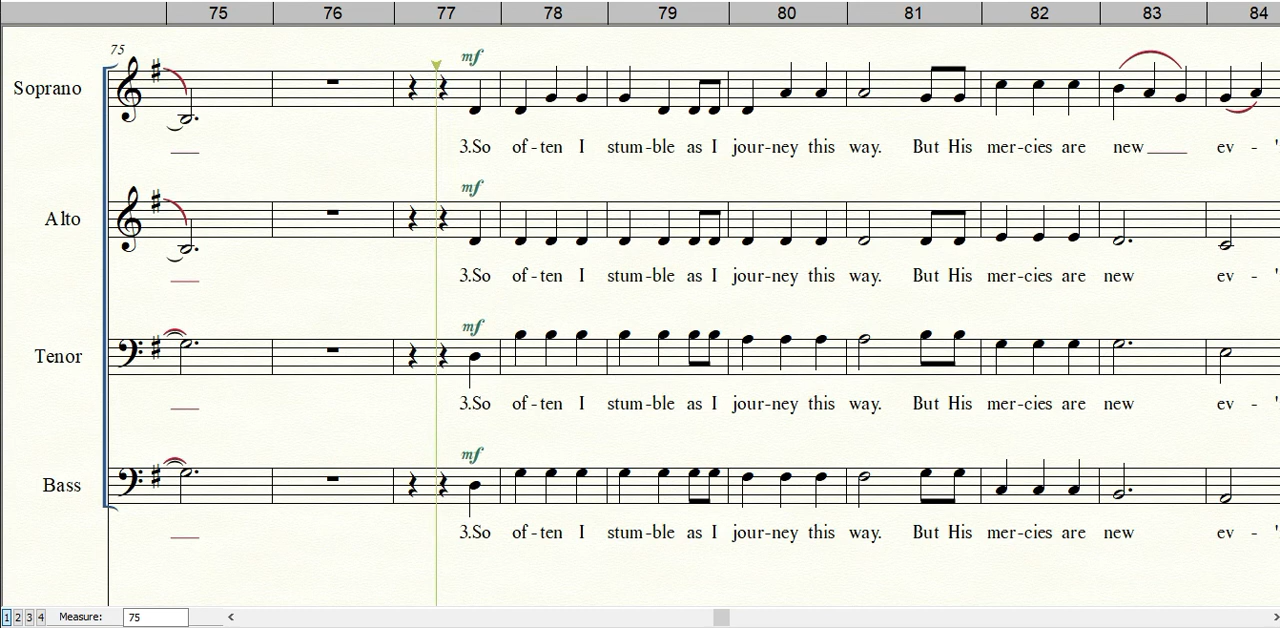 75 76 77 78 79 80 81 82 83 84
75
mf
Soprano
3.So of-ten I stum-ble as I jour-ney this way. But His mer-cies are new____ ev - '
mf
Alto
3.So of-ten I stum-ble as I jour-ney this way. But His mer-cies are new ev - '
mf
Tenor
3.So of-ten I stum-ble as I jour-ney this way. But His mer-cies are new ev - '
mf
Bass
3.So of-ten I stum-ble as I jour-ney this way. But His mer-cies are new ev - '
1 2 3 4 Measure: 75